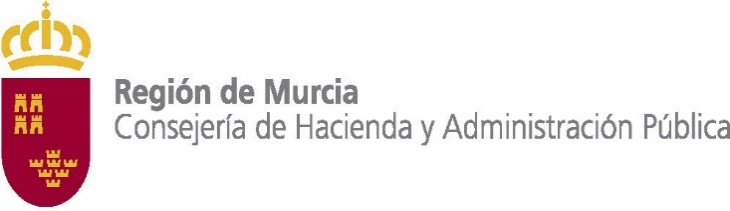 Región de Murcia
Consejería de Hacienda y Administración Pública